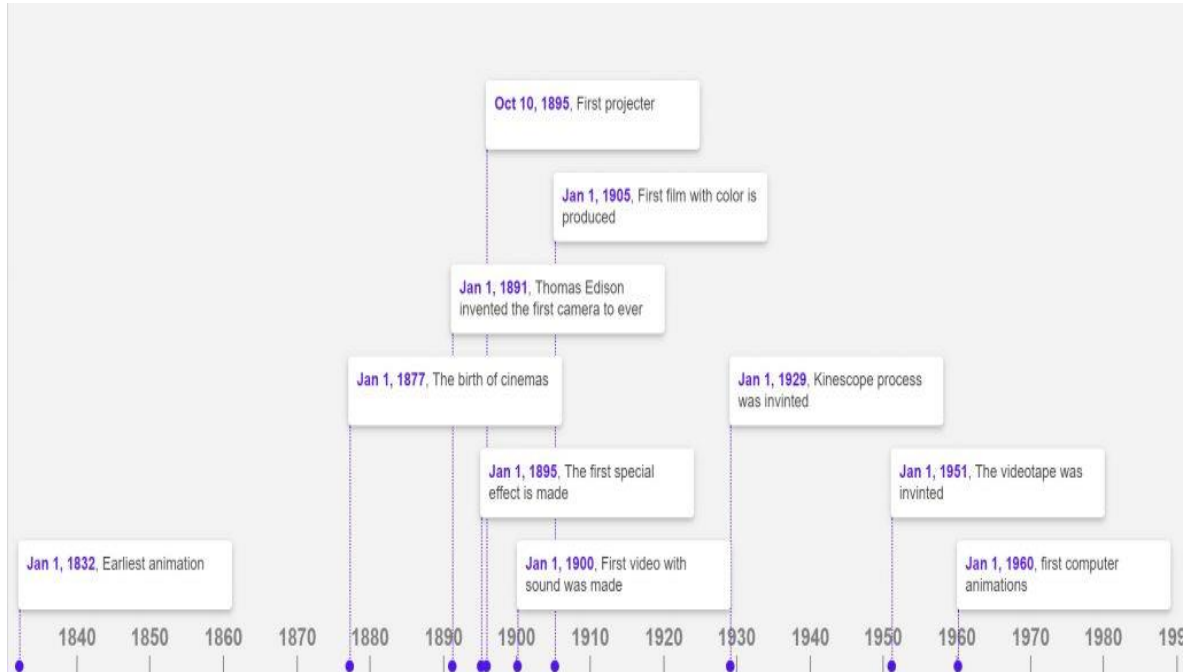 Oct 10, 1895, First projecter
Jan 1, 1905, First film with color is
produced
Jan 1, 1891, Thomas Edison
invented the first camera to ever
Jan 1, 1877, The birth of cinemas
Jan 1, 1929, Kinescope process
was invinted
Jan 1, 1895, The first special
effect is made
Jan 1, 1951, The videotape was
invinted
Jan 1, 1832, Earliest animation
Jan 1, 1900, First video with
sound was made
Jan 1, 1960, first computer
animations
1840 1850 1860 1870 1880 1890 1900 1910 1920 1930 1940 1950 1960 1970 1980 199